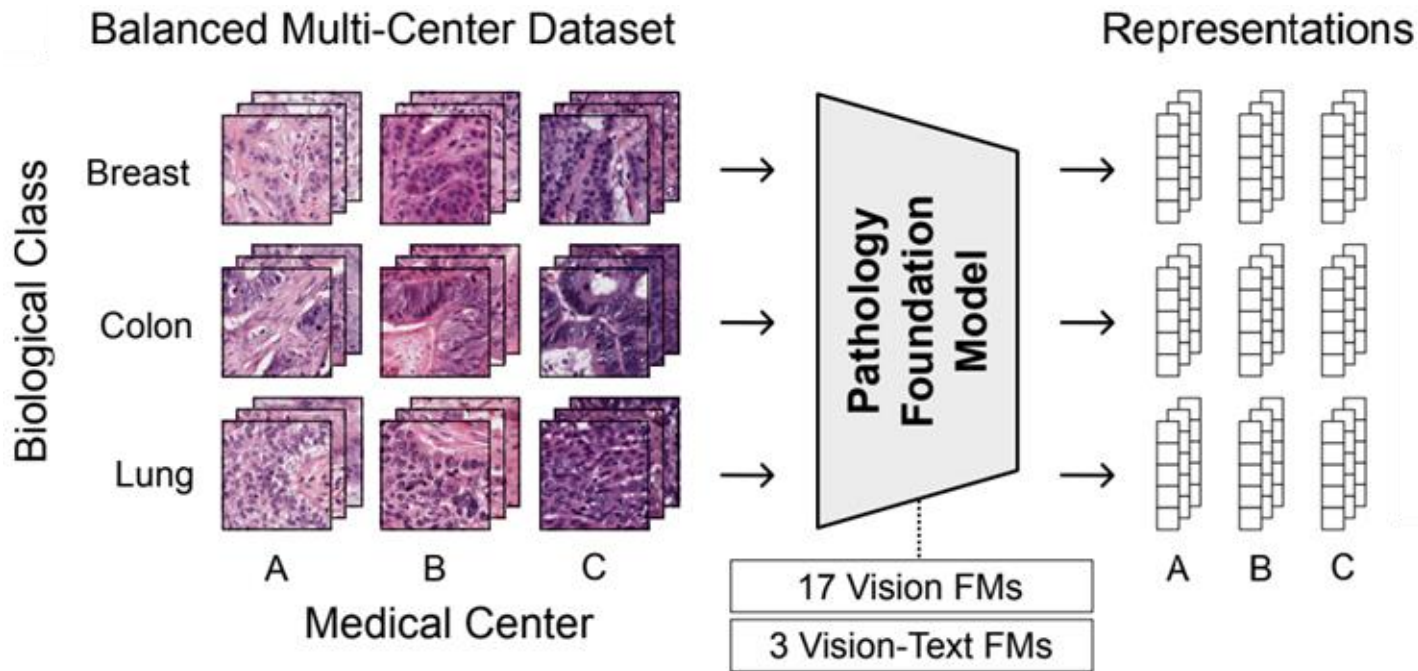 Balanced Multi-Center Dataset
Representations
Biological Class
Breast
Colon
Lung
A B C
Medical Center
Pathology
Foundation
Model
17 Vision FMs
3 Vision-Text FMs
A B C